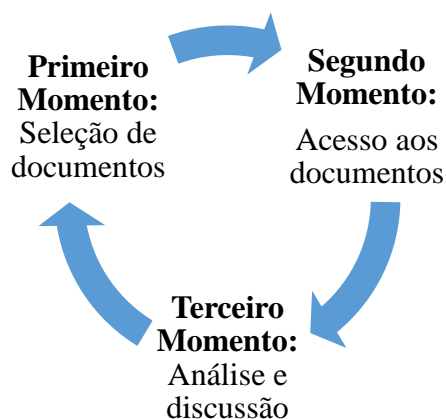 Primeiro
Momento:
Seleção de
documentos
Segundo
Momento:
Acesso aos
documentos
Terceiro
Momento:
Análise e
discussão